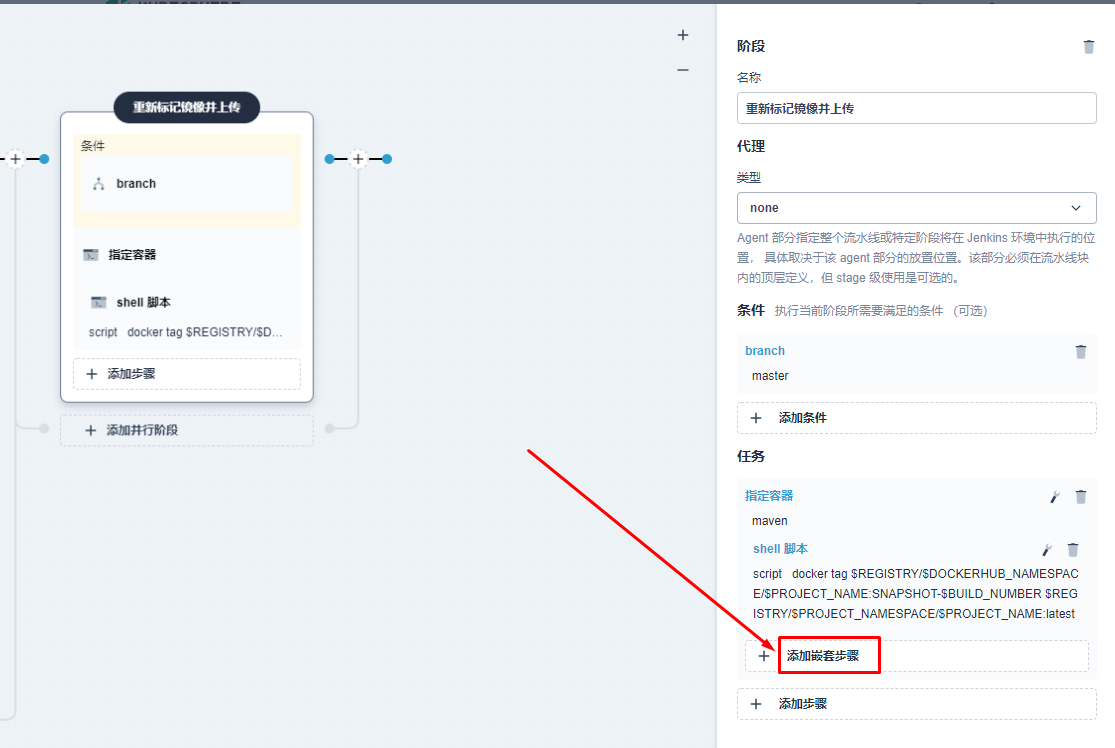 重新标记镜像并上传
条件
branch
指定容器
shell 脚本
script docker tag $REGISTRY/$D...
添加步骤
添加并行阶段
阶段
名称
重新标记镜像并上传
代理
类型
none
Agent 部分指定整个流水线或特定阶段将在 Jenkins 环境中执行的位
置， 具体取决于该 agent 部分的放置位置。该部分必须在流水线块
内的顶层定义，但 stage 级使用是可选的。
条件 执行当前阶段所需要满足的条件 （可选）
branch
master
添加条件
任务
指定容器
maven
shell 脚本
script docker tag $REGISTRY/$DOCKERHUB_NAMESPAC
E/$PROJECT_NAME:SNAPSHOT-$BUILD_NUMBER $REG
ISTRY/$PROJECT_NAMESPACE/$PROJECT_NAME:latest
添加嵌套步骤
添加步骤